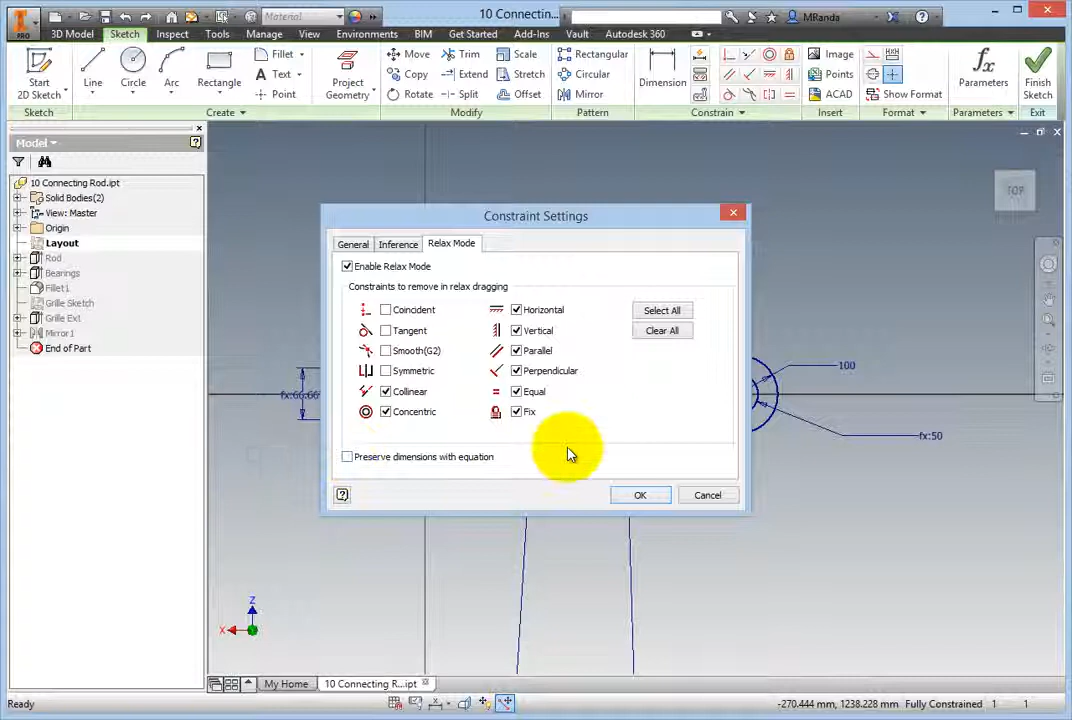 Material
10 Connectin...
MRanda
PRO
3D Model
Sketch
Inspect
Tools
Manage
View
Environments
BIM
Get Started
Add-Ins
Vault
Autodesk 360
Start
2D Sketch
Line
Circle
Arc
Rectangle
Fillet
Text
Point
Project
Geometry
Move
Copy
Rotate
Trim
Extend
Split
Scale
Stretch
Offset
Rectangular
Circular
Mirror
Dimension
Image
Points
ACAD
Show Format
Parameters
Finish
Sketch
Sketch
Create
Modify
Pattern
Constrain
Insert
Format
Parameters
Exit
Model
10 Connecting Rod.ipt
Solid Bodies(2)
View: Master
Origin
Layout
Rod
Bearings
Fillet1
Grille Sketch
Grille Ext
Mirror1
End of Part
TOP
Constraint Settings
General
Inference
Relax Mode
Enable Relax Mode
Constraints to remove in relax dragging
Coincident
Horizontal
Select All
Tangent
Vertical
Clear All
Smooth(G2)
Parallel
Symmetric
Perpendicular
Collinear
Equal
Concentric
Fix
Preserve dimensions with equation
OK
Cancel
100
fx:50
Z
X
My Home
10 Connecting R...ipt
Ready
-270.444 mm, 1238.228 mm
Fully Constrained
1
1